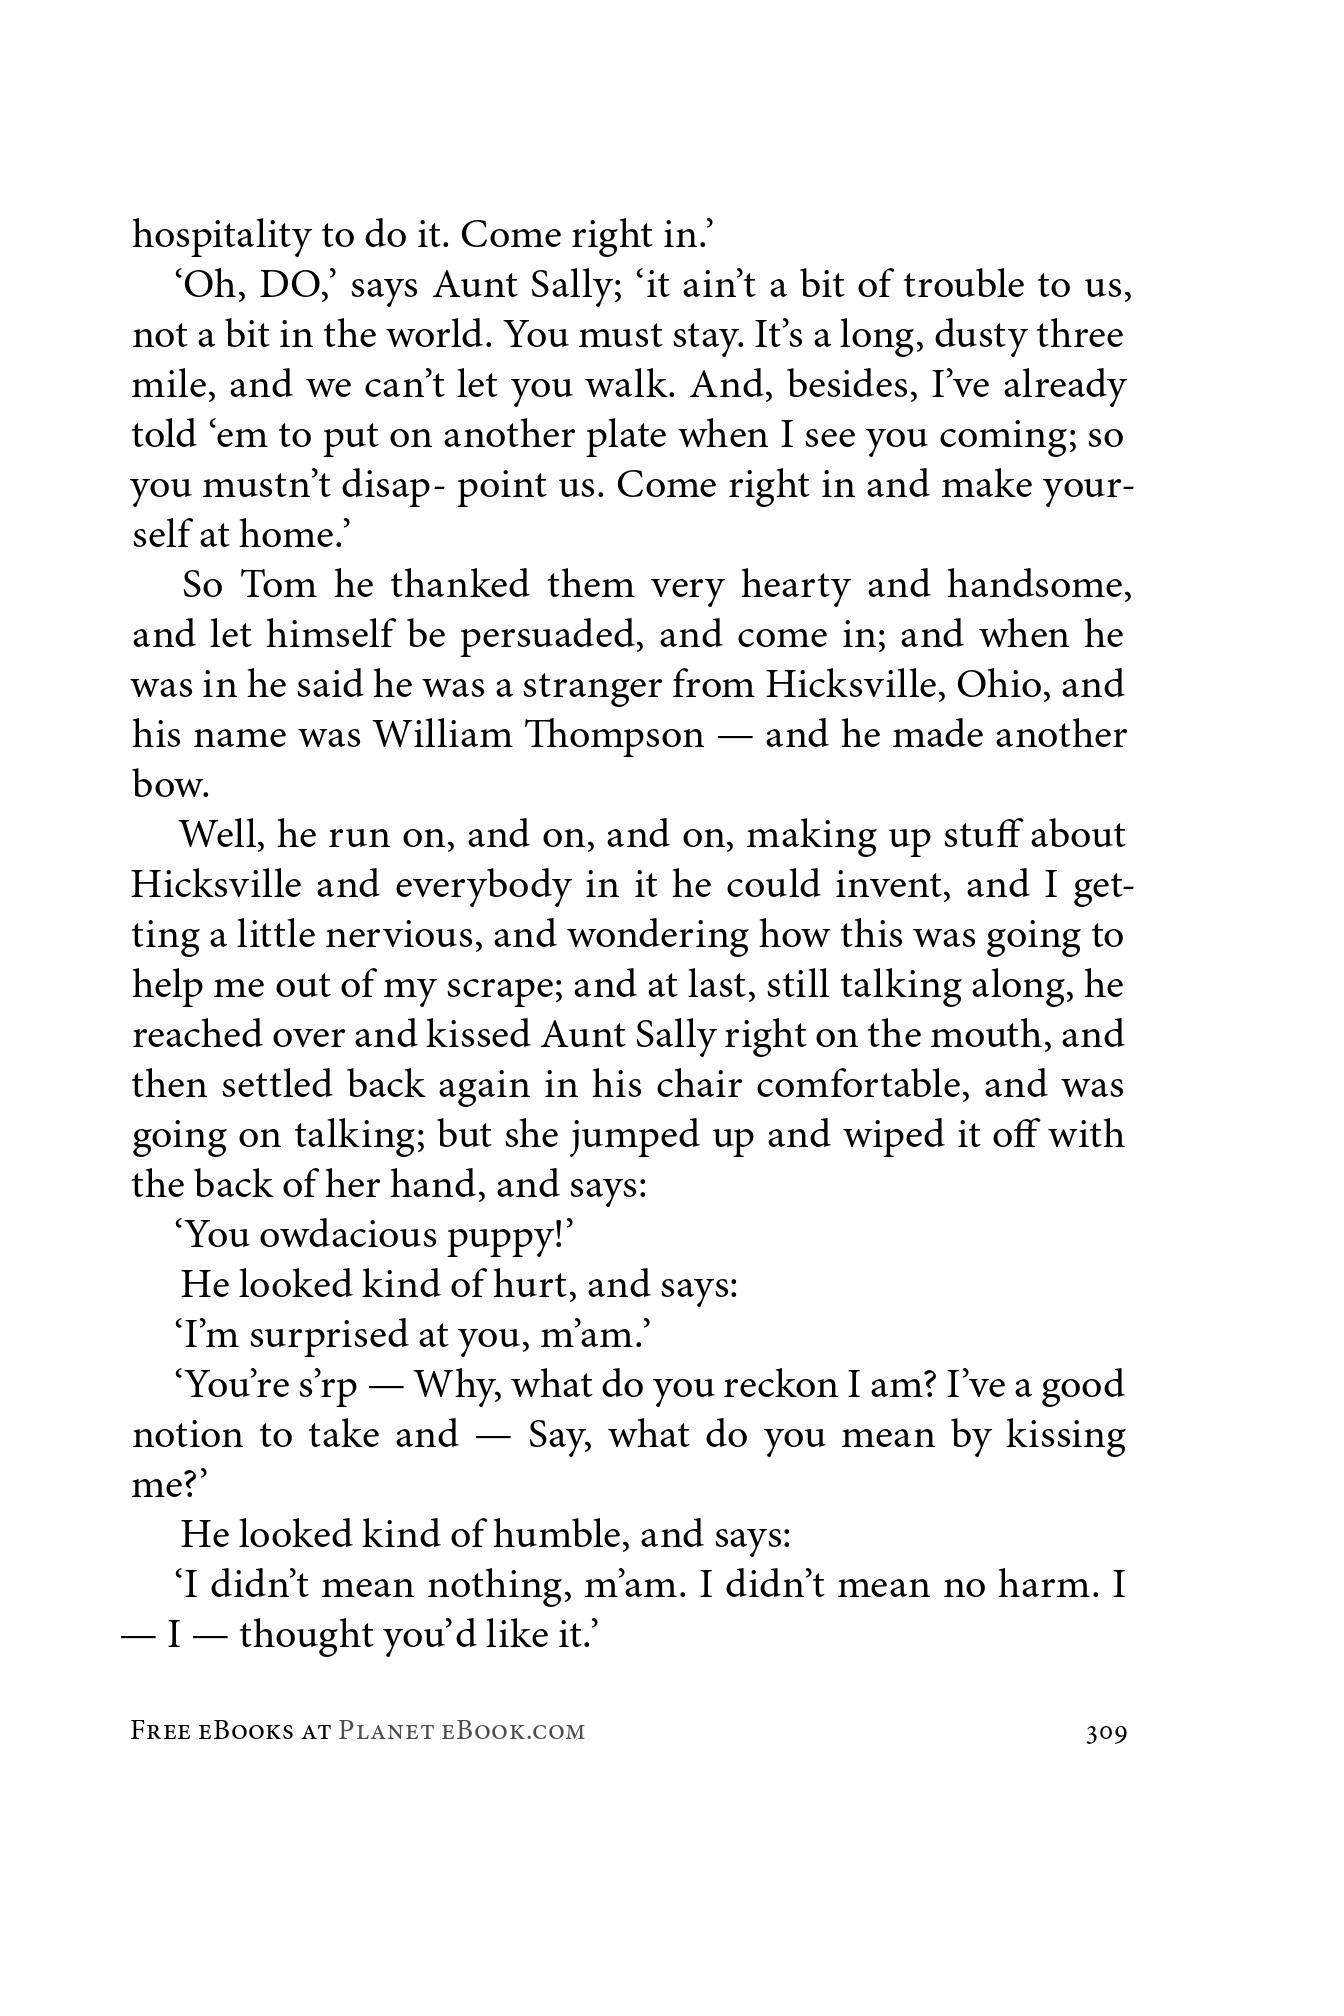 hospitality to do it. Come right in.’
‘Oh, DO,’ says Aunt Sally; ‘it ain’t a bit of trouble to us,
not a bit in the world. You must stay. It’s a long, dusty three
mile, and we can’t let you walk. And, besides, I’ve already
told ‘em to put on another plate when I see you coming; so
you mustn’t disap- point us. Come right in and make your-
self at home.’
So Tom he thanked them very hearty and handsome,
and let himself be persuaded, and come in; and when he
was in he said he was a stranger from Hicksville, Ohio, and
his name was William Thompson — and he made another
bow.
Well, he run on, and on, and on, making up stuff about
Hicksville and everybody in it he could invent, and I get-
ting a little nervious, and wondering how this was going to
help me out of my scrape; and at last, still talking along, he
reached over and kissed Aunt Sally right on the mouth, and
then settled back again in his chair comfortable, and was
going on talking; but she jumped up and wiped it off with
the back of her hand, and says:
‘You owdacious puppy!’
He looked kind of hurt, and says:
‘I’m surprised at you, m’am.’
‘You’re s’rp — Why, what do you reckon I am? I’ve a good
notion to take and — Say, what do you mean by kissing
me?’
He looked kind of humble, and says:
‘I didn’t mean nothing, m’am. I didn’t mean no harm. I
— I — thought you’d like it.’
Free eBooks at Planet eBook.com 309